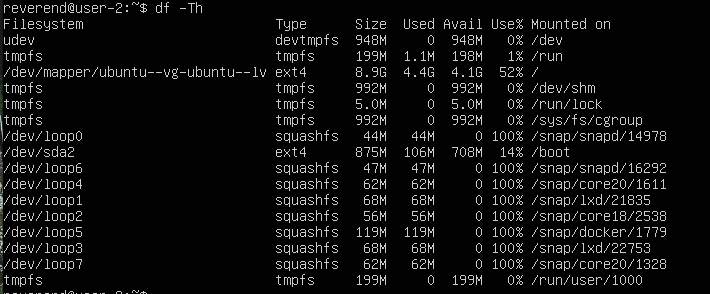 reverend@user-2:~$ df -Th
Filesystem                        Type      Size  Used Avail Use% Mounted on
udev                              devtmpfs  948M     0  948M   0% /dev
tmpfs                             tmpfs     199M  1.1M  198M   1% /run
/dev/mapper/ubuntu--vg-ubuntu--lv ext4      8.9G  4.4G  4.1G  52% /
tmpfs                             tmpfs     992M     0  992M   0% /dev/shm
tmpfs                             tmpfs     5.0M     0  5.0M   0% /run/lock
tmpfs                             tmpfs     992M     0  992M   0% /sys/fs/cgroup
/dev/loop0                        squashfs   44M   44M     0 100% /snap/snapd/14978
/dev/sda2                         ext4      875M  106M  708M  14% /boot
/dev/loop6                        squashfs   47M   47M     0 100% /snap/snapd/16292
/dev/loop4                        squashfs   62M   62M     0 100% /snap/core20/1611
/dev/loop1                        squashfs   68M   68M     0 100% /snap/lxd/21835
/dev/loop2                        squashfs   56M   56M     0 100% /snap/core18/2538
/dev/loop5                        squashfs  119M  119M     0 100% /snap/docker/1779
/dev/loop3                        squashfs   68M   68M     0 100% /snap/lxd/22753
/dev/loop7                        squashfs   62M   62M     0 100% /snap/core20/1328
tmpfs                             tmpfs     199M     0  199M   0% /run/user/1000
reverend@user-2:~$